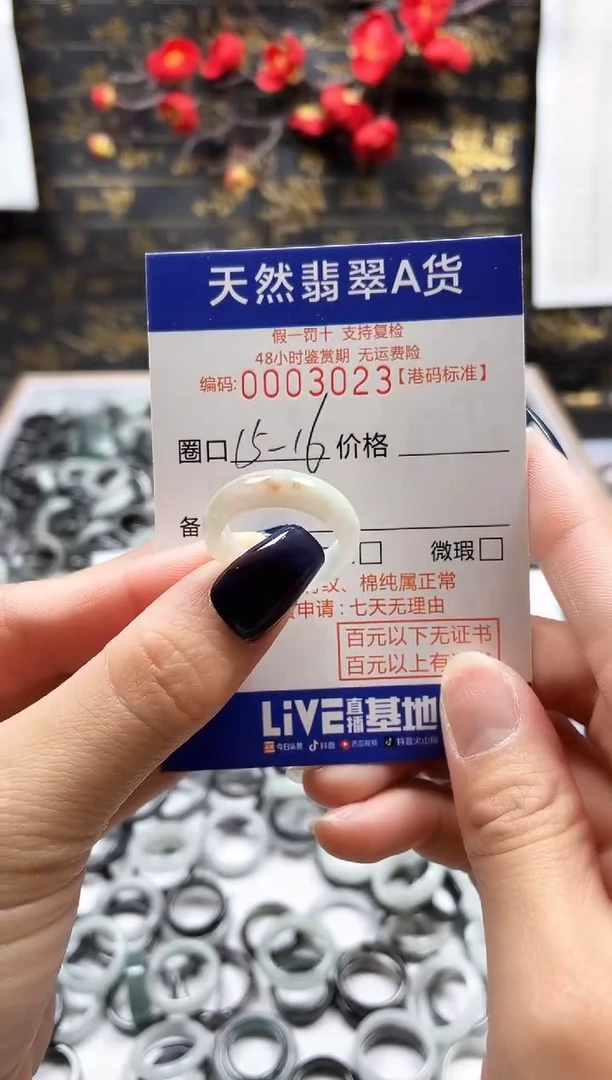 天然翡翠A货
假一罚十 支持复检
48小时鉴赏期 无运费险
编码:0003023【港码标准】
圈口 15-16 价格
备
微瑕
纹、棉纯属正常
申请:七天无理由
百元以下无证书
百元以上有
LiVE直播基地
今日头条 抖音 西瓜视频 抖音火山版